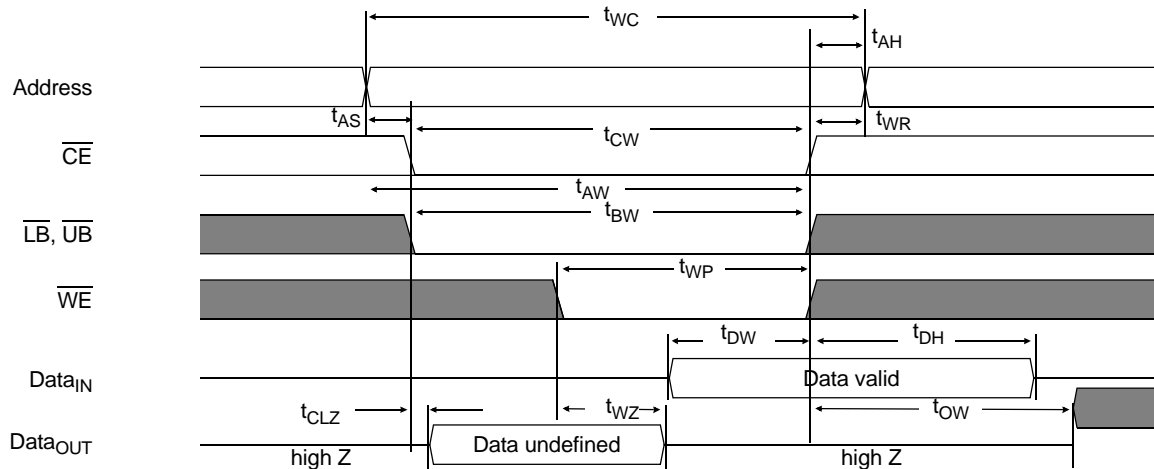 tWC
tAH
Address
tAS
tCW
tWR
CE
tAW
LB, UB
tBW
WE
tWP
tDW
tDH
DataIN
Data valid
tCLZ
tWZ
tOW
DataOUT
Data undefined
high Z
high Z